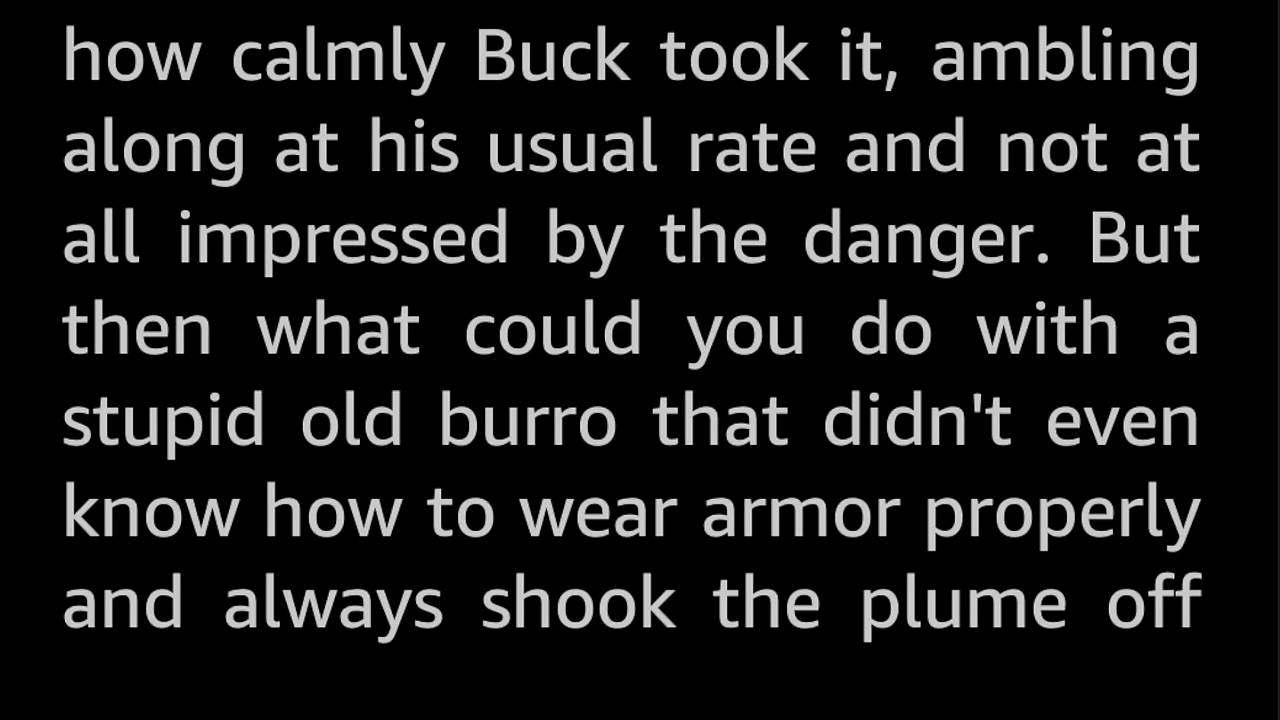 how calmly Buck took it, ambling
along at his usual rate and not at
all impressed by the danger. But
then what could you do with a
stupid old burro that didn't even
know how to wear armor properly
and always shook the plume off